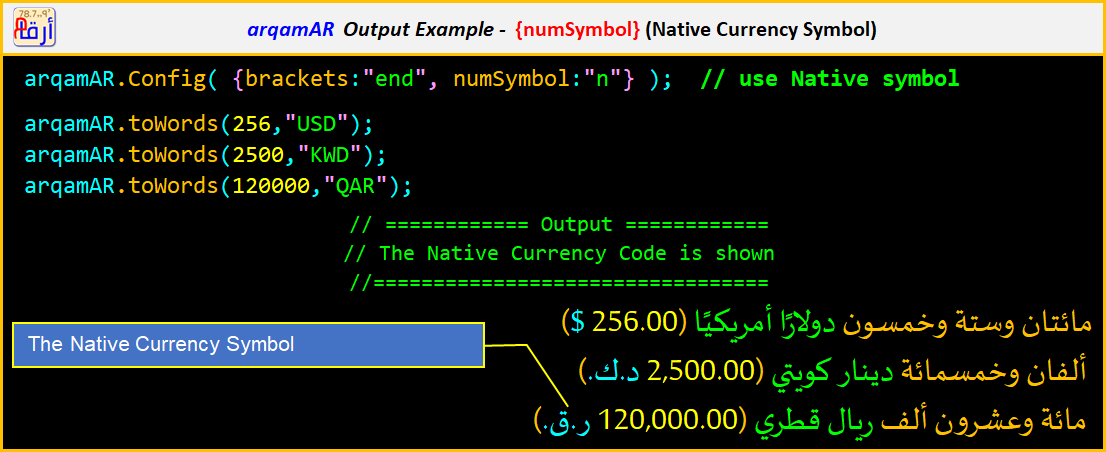 78.7,,9٢
أرقام
arqamAR Output Example - {numSymbol} (Native Currency Symbol)
arqamAR.Config( {brackets:"end", numSymbol:"n"} ); // use Native symbol
arqamAR.toWords(256,"USD");
arqamAR.toWords(2500,"KWD");
arqamAR.toWords(120000,"QAR");
// ============ Output ============
// The Native Currency Code is shown
//=================================
مائتان وستة وخمسون دولارًا أمريكيًا (256.00 $)
The Native Currency Symbol
ألفان وخمسمائة دينار كويتي (2,500.00 د.ك.)
مائة وعشرون ألف ريال قطري (120,000.00 ر.ق.)